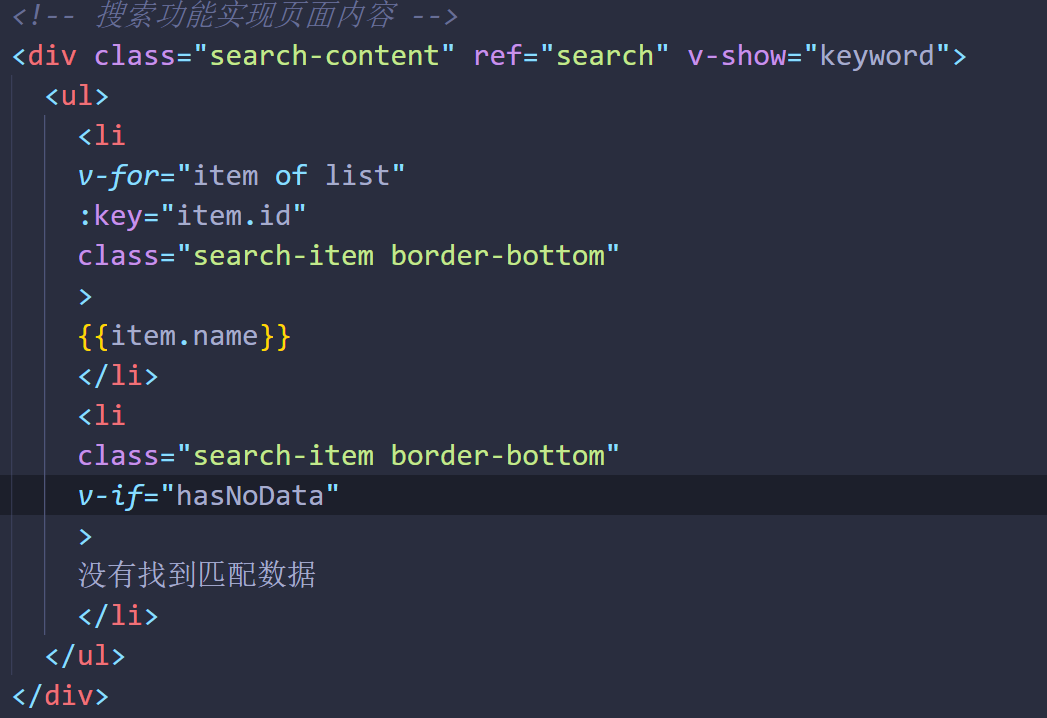 <!-- 搜索功能实现页面内容 -->
<div class="search-content" ref="search" v-show="keyword">
<ul>
<li
v-for="item of list"
:key="item.id"
class="search-item border-bottom"
>
{{item.name}}
</li>
<li
class="search-item border-bottom"
v-if="hasNoData"
>
没有找到匹配数据
</li>
</ul>
</div>